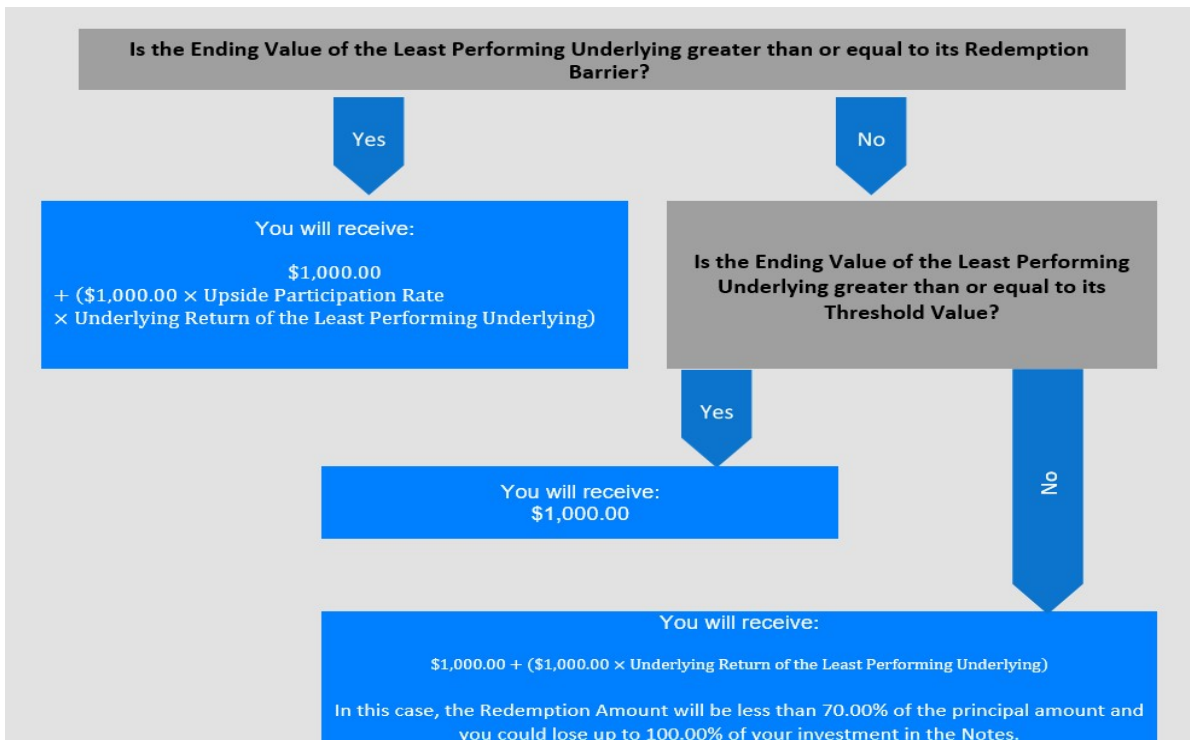 Is the Ending Value of the Least Performing Underlying greater than or equal to its Redemption
Barrier?
Yes
No
You will receive:
$1,000.00
+ ($1,000.00 × Upside Participation Rate
× Underlying Return of the Least Performing Underlying)
Is the Ending Value of the Least Performing
Underlying greater than or equal to its
Threshold Value?
Yes
No
You will receive:
$1,000.00
You will receive:
$1,000.00 + ($1,000.00 × Underlying Return of the Least Performing Underlying)
In this case, the Redemption Amount will be less than 70.00% of the principal amount and
you could lose up to 100.00% of your investment in the Notes.